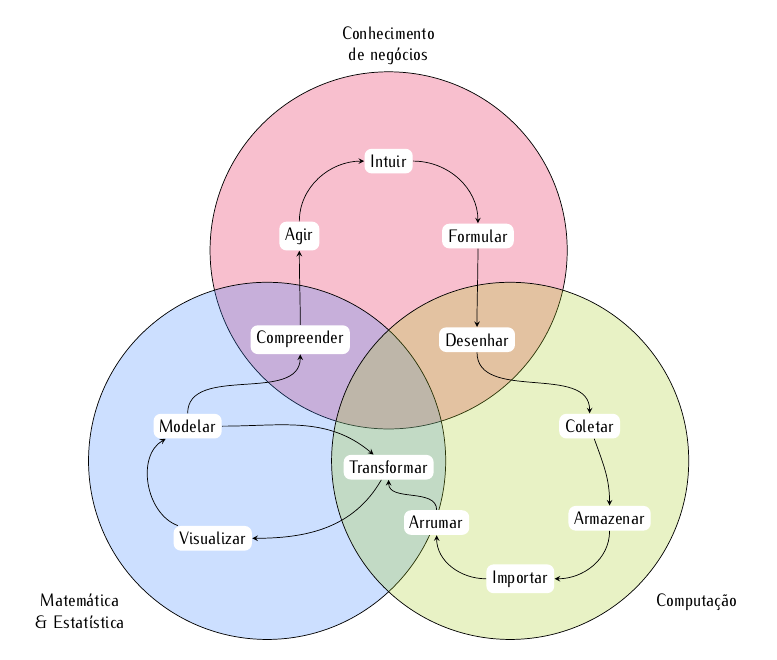 Conhecimento
de negócios
Intuir
Agir
Formular
Compreender
Desenhar
Modelar
Coletar
Transformar
Arrumar
Armazenar
Visualizar
Importar
Matemática
& Estatística
Computação